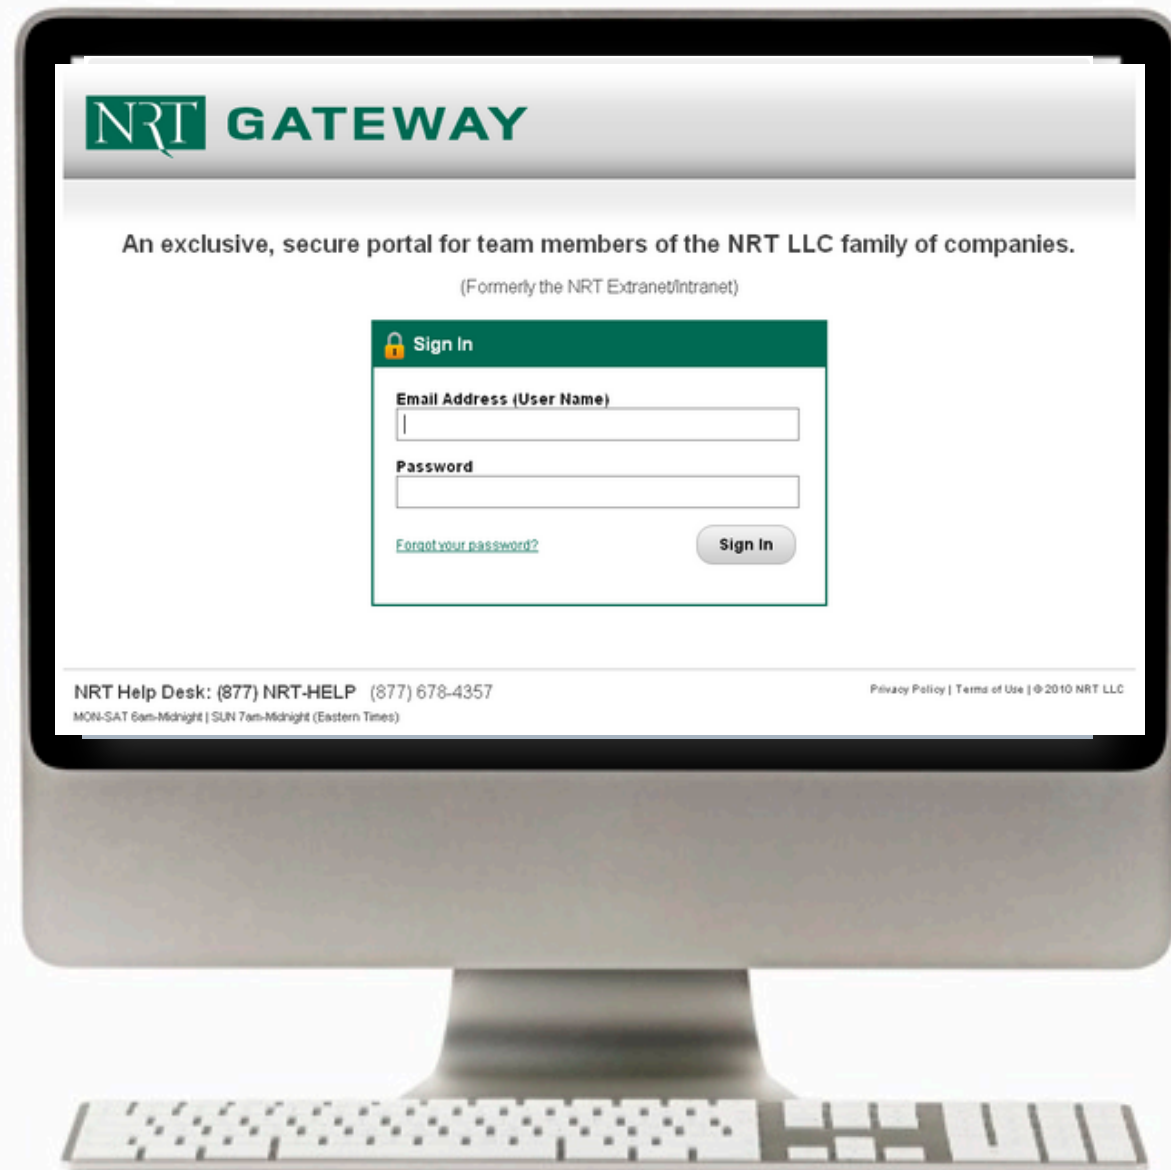 NRT GATEWAY
An exclusive, secure portal for team members of the NRT LLC family of companies.
(Formerly the NRT Extranet/Intranet)
Sign In
Email Address (User Name)
Password
Forgot your password?
Sign In
NRT Help Desk: (877) NRT-HELP (877) 678-4357
Privacy Policy | Terms of Use | © 2010 NRT LLC
MON-SAT 6am-Midnight | SUN 7am-Midnight (Eastern Times)